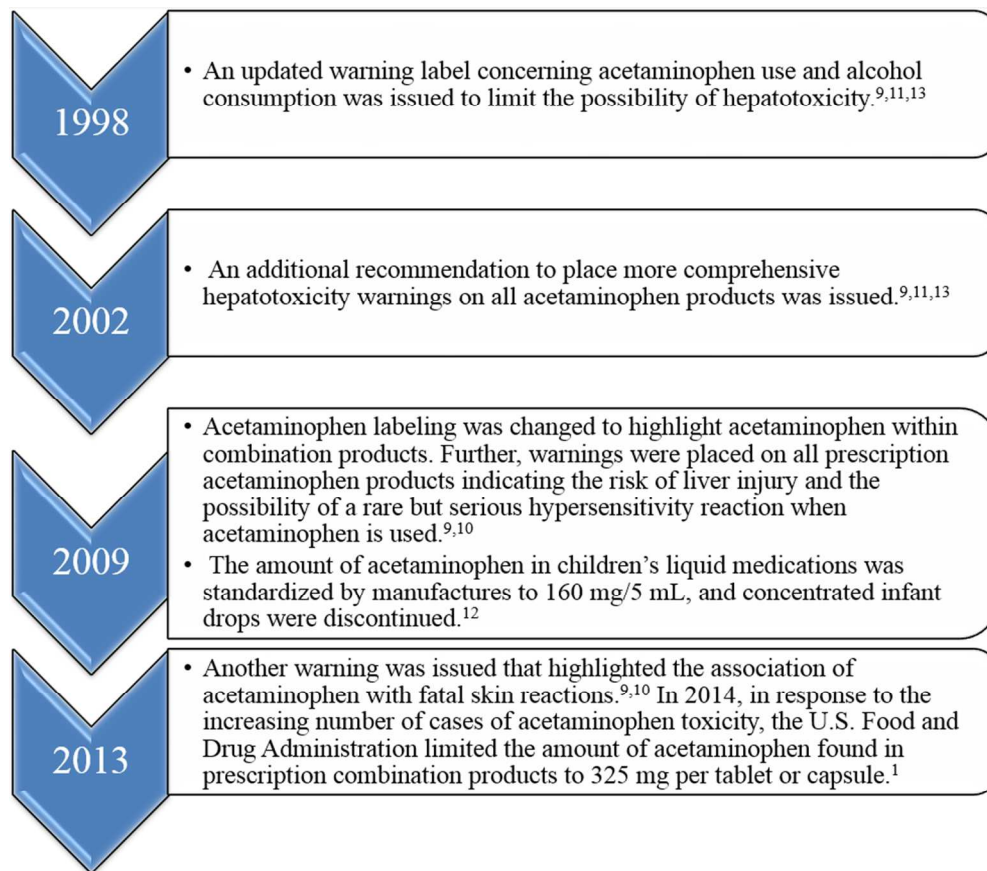 1998
• An updated warning label concerning acetaminophen use and alcohol
consumption was issued to limit the possibility of hepatotoxicity.9,11,13
2002
• An additional recommendation to place more comprehensive
hepatotoxicity warnings on all acetaminophen products was issued.9,11,13
2009
• Acetaminophen labeling was changed to highlight acetaminophen within
combination products. Further, warnings were placed on all prescription
acetaminophen products indicating the risk of liver injury and the
possibility of a rare but serious hypersensitivity reaction when
acetaminophen is used.9,10
• The amount of acetaminophen in children’s liquid medications was
standardized by manufactures to 160 mg/5 mL, and concentrated infant
drops were discontinued.12
2013
• Another warning was issued that highlighted the association of
acetaminophen with fatal skin reactions.9,10 In 2014, in response to the
increasing number of cases of acetaminophen toxicity, the U.S. Food and
Drug Administration limited the amount of acetaminophen found in
prescription combination products to 325 mg per tablet or capsule.1